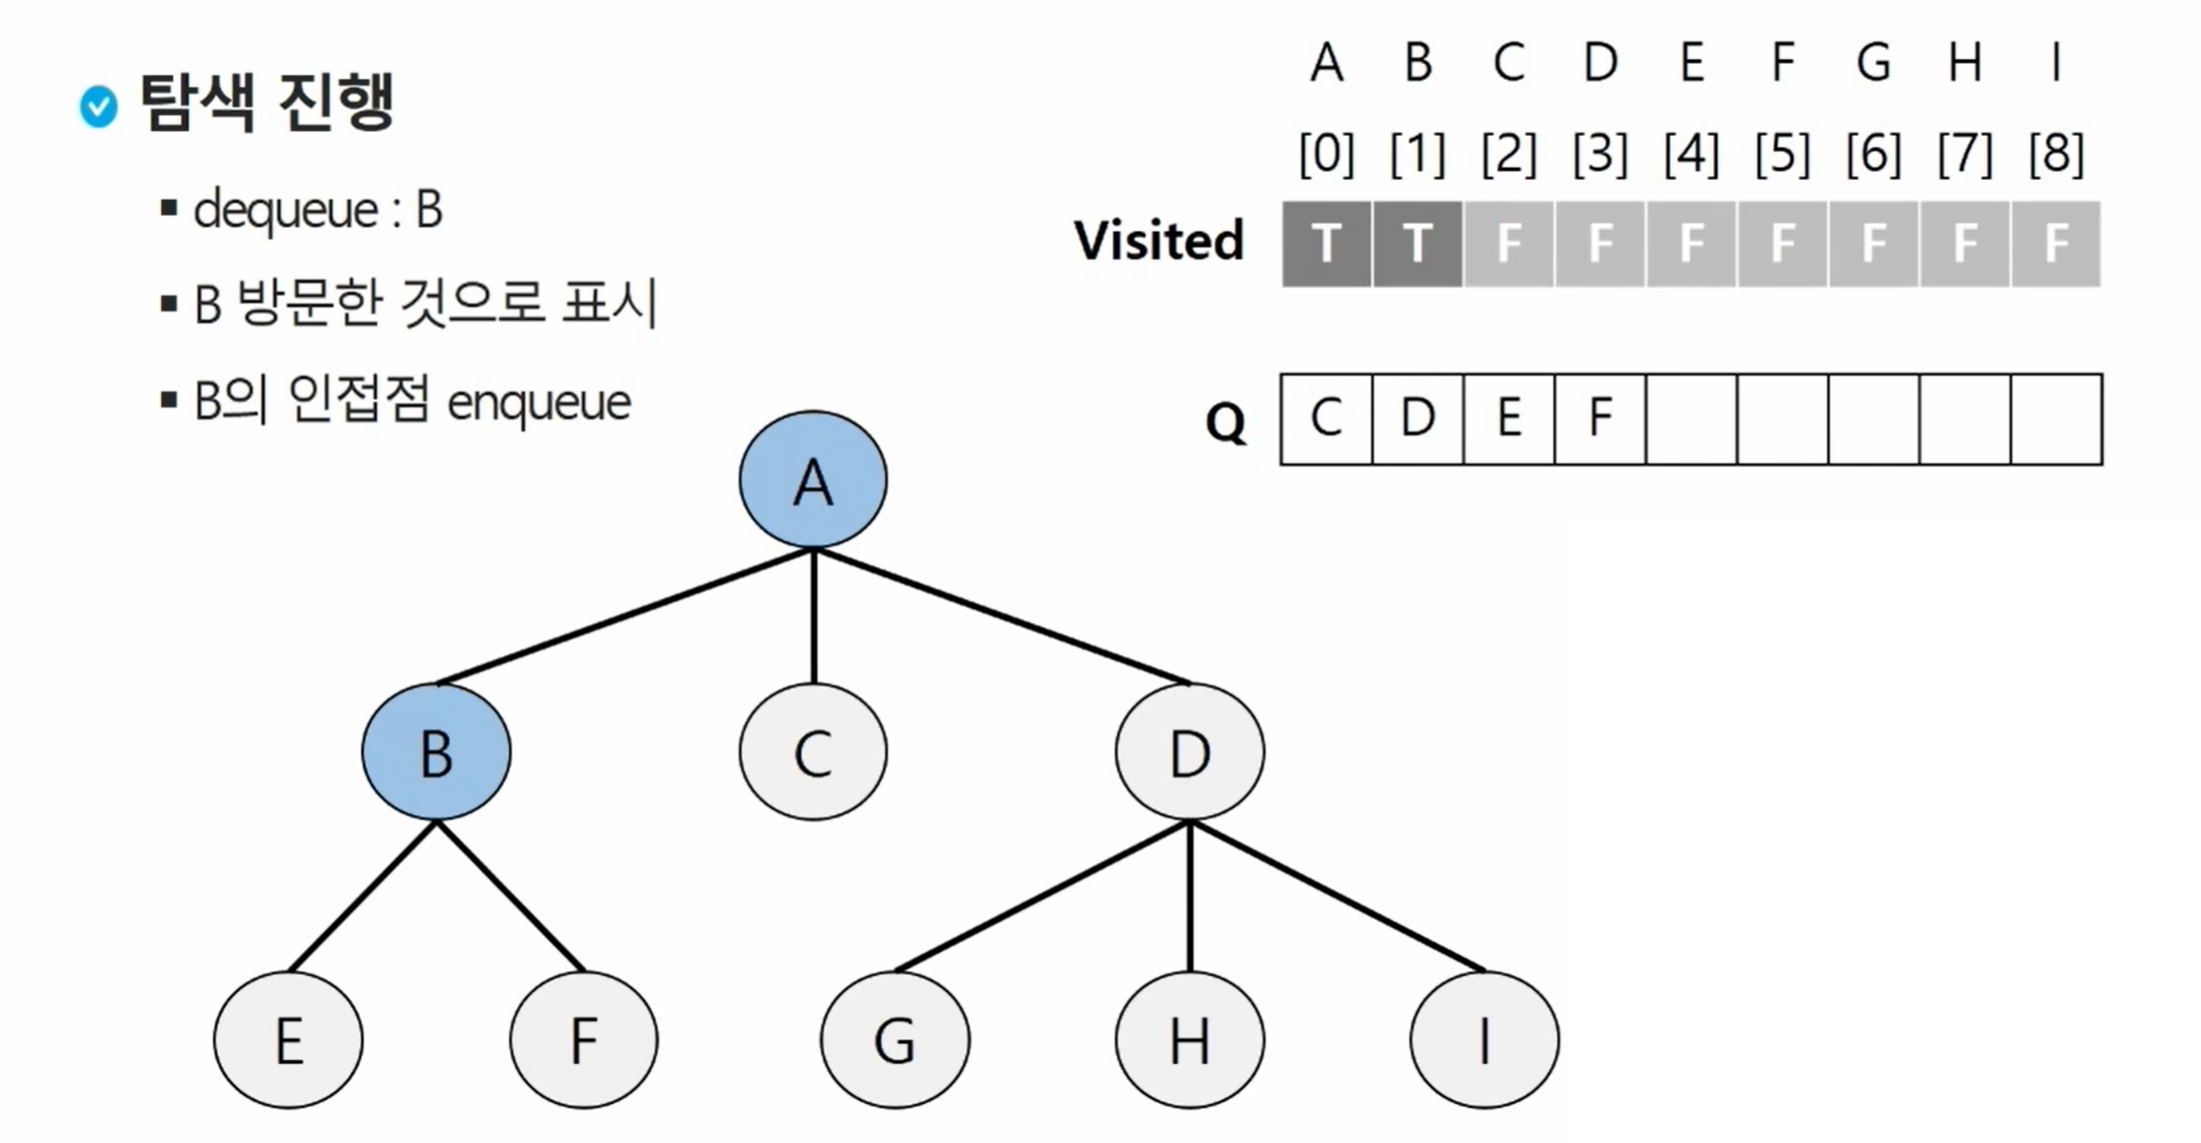 탐색 진행
▪ dequeue : B
▪ B 방문한 것으로 표시
▪ B의 인접점 enqueue
A B C D E F G H I
[0] [1] [2] [3] [4] [5] [6] [7] [8]
Visited T T F F F F F F F
Q C D E F
A
B C D
E F G H I